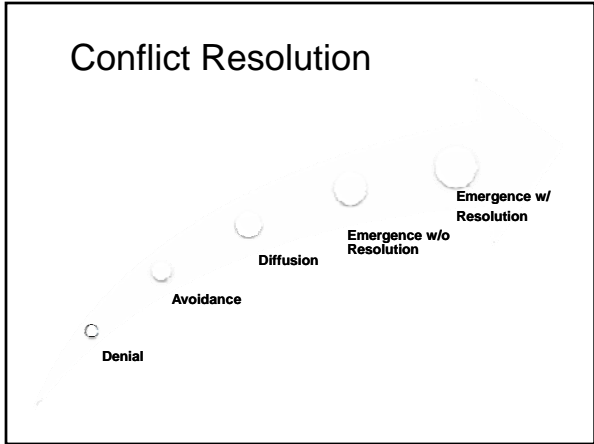 Conflict Resolution
Emergence w/
Resolution
Emergence w/o
Resolution
Diffusion
Avoidance
Denial